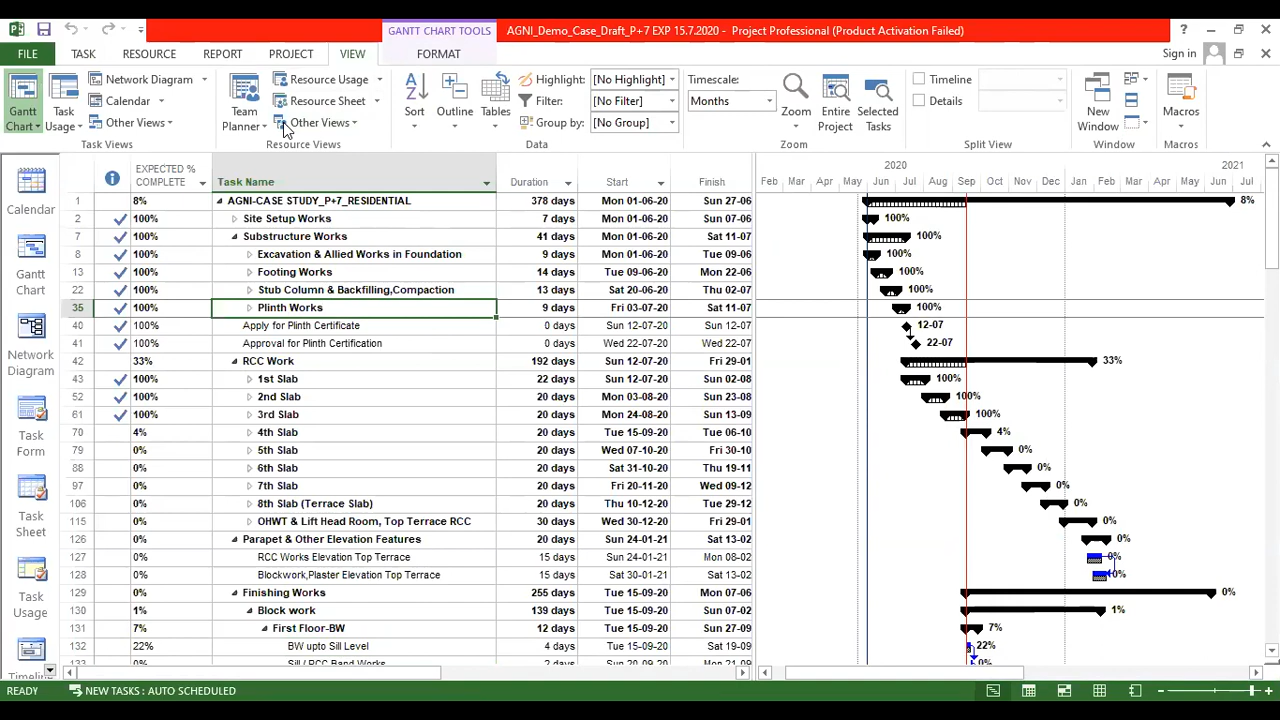 GANTT CHART TOOLS
AGNI_Demo_Case_Draft_P+7 EXP 15.7.2020 - Project Professional (Product Activation Failed)
FILE TASK RESOURCE REPORT PROJECT VIEW FORMAT Sign in
Gantt Chart
Task Usage
Network Diagram
Calendar
Other Views
Task Views
Team Planner
Resource Usage
Resource Sheet
Other Views
Resource Views
Sort
Outline
Tables
Highlight: [No Highlight]
Filter: [No Filter]
Group by: [No Group]
Data
Timescale:
Months
Zoom
Entire Project
Selected Tasks
Zoom
Timeline
Details
Split View
New Window
Window
Macros
Macros
Calendar
Gantt Chart
Network Diagram
Task Form
Task Sheet
Task Usage
Timeline
EXPECTED % COMPLETE Task Name Duration Start Finish
2020 2021
Feb Mar Apr May Jun Jul Aug Sep Oct Nov Dec Jan Feb Mar Apr May Jun Jul
1 8% AGNI-CASE STUDY_P+7_RESIDENTIAL 378 days Mon 01-06-20 Sun 27-06 8%
2 100% Site Setup Works 7 days Mon 01-06-20 Sun 07-06 100%
7 100% Substructure Works 41 days Mon 01-06-20 Sat 11-07 100%
8 100% Excavation & Allied Works in Foundation 9 days Mon 01-06-20 Tue 09-06 100%
13 100% Footing Works 14 days Tue 09-06-20 Mon 22-06 100%
22 100% Stub Column & Backfilling,Compaction 13 days Sat 20-06-20 Thu 02-07 100%
35 100% Plinth Works 9 days Fri 03-07-20 Sat 11-07 100%
40 100% Apply for Plinth Certificate 0 days Sun 12-07-20 Sun 12-07 12-07
41 100% Approval for Plinth Certification 0 days Wed 22-07-20 Wed 22-07 22-07
42 33% RCC Work 192 days Sun 12-07-20 Fri 29-01 33%
43 100% 1st Slab 22 days Sun 12-07-20 Sun 02-08 100%
52 100% 2nd Slab 20 days Mon 03-08-20 Sun 23-08 100%
61 100% 3rd Slab 20 days Mon 24-08-20 Sun 13-09 100%
70 4% 4th Slab 20 days Tue 15-09-20 Tue 06-10 4%
79 0% 5th Slab 20 days Wed 07-10-20 Fri 30-10 0%
88 0% 6th Slab 20 days Sat 31-10-20 Thu 19-11 0%
97 0% 7th Slab 20 days Fri 20-11-20 Wed 09-12 0%
106 0% 8th Slab (Terrace Slab) 20 days Thu 10-12-20 Tue 29-12 0%
115 0% OHWT & Lift Head Room, Top Terrace RCC 30 days Wed 30-12-20 Fri 29-01 0%
126 0% Parapet & Other Elevation Features 20 days Sun 24-01-21 Sat 13-02 0%
127 0% RCC Works Elevation Top Terrace 15 days Sun 24-01-21 Mon 08-02 0%
128 0% Blockwork,Plaster Elevation Top Terrace 15 days Sat 30-01-21 Sat 13-02 0%
129 0% Finishing Works 255 days Tue 15-09-20 Mon 07-06 0%
130 1% Block work 139 days Tue 15-09-20 Sun 07-02 1%
131 7% First Floor-BW 12 days Tue 15-09-20 Sun 27-09 7%
132 22% BW upto Sill Level 4 days Tue 15-09-20 Sat 19-09 22%
133 0% Sill / RCC Band Works 2 days Sun 20-09-20 Mon 21-09 0%
READY NEW TASKS : AUTO SCHEDULED